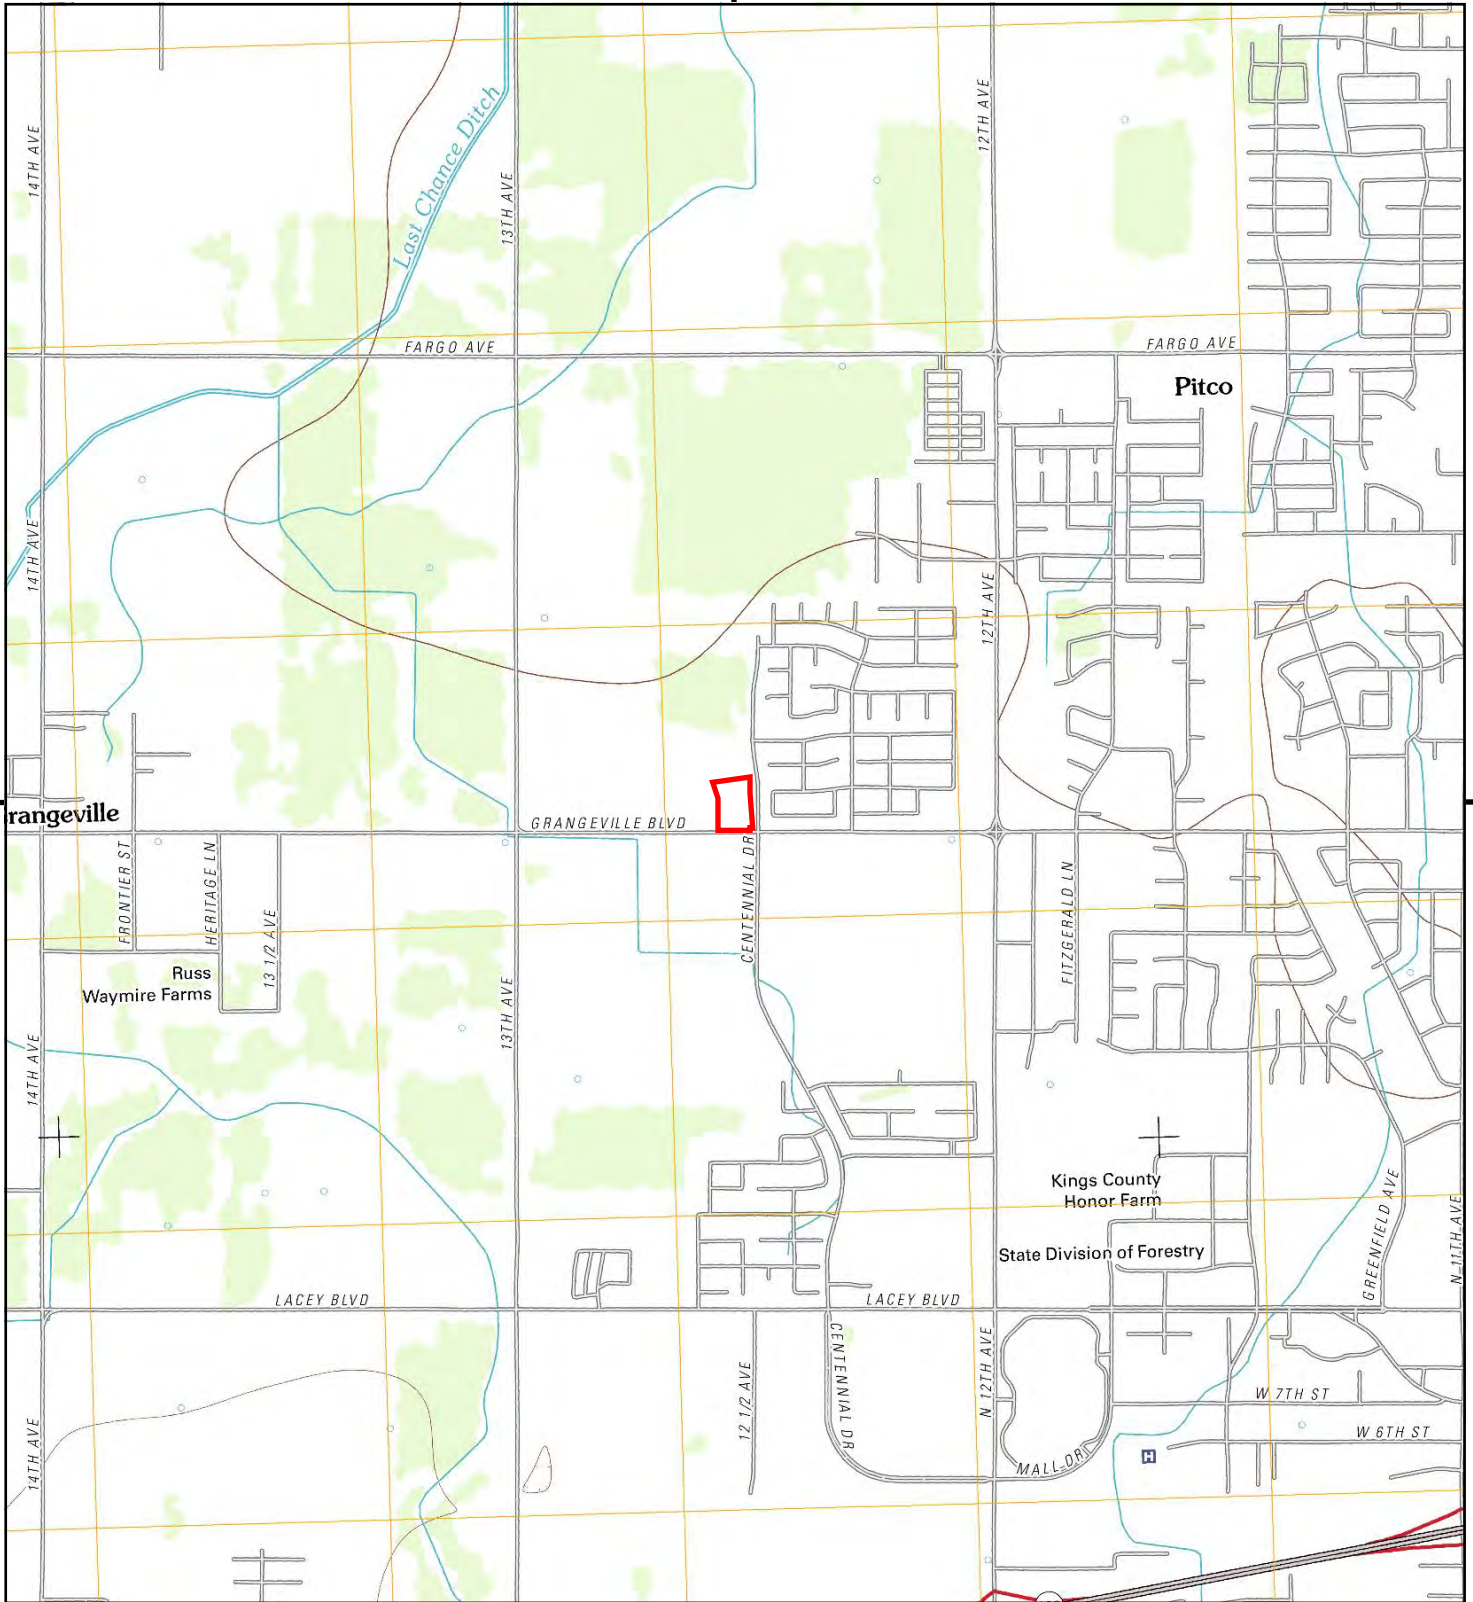 14TH AVE
Last Chance Ditch
13TH AVE
12TH AVE
FARGO AVE
FARGO AVE
Pitco
14TH AVE
12TH AVE
rangeville
GRANGEVILLE BLVD
FRONTIER ST
HERITAGE LN
13 1/2 AVE
CENTENNIAL DR
FITZGERALD LN
Russ
Waymire Farms
13TH AVE
14TH AVE
Kings County
Honor Farm
State Division of Forestry
GREENFIELD AVE
N 11TH AVE
LACEY BLVD
LACEY BLVD
CENTENNIAL DR
12 1/2 AVE
N 12TH AVE
W 7TH ST
W 6TH ST
14TH AVE
MALL DR
H